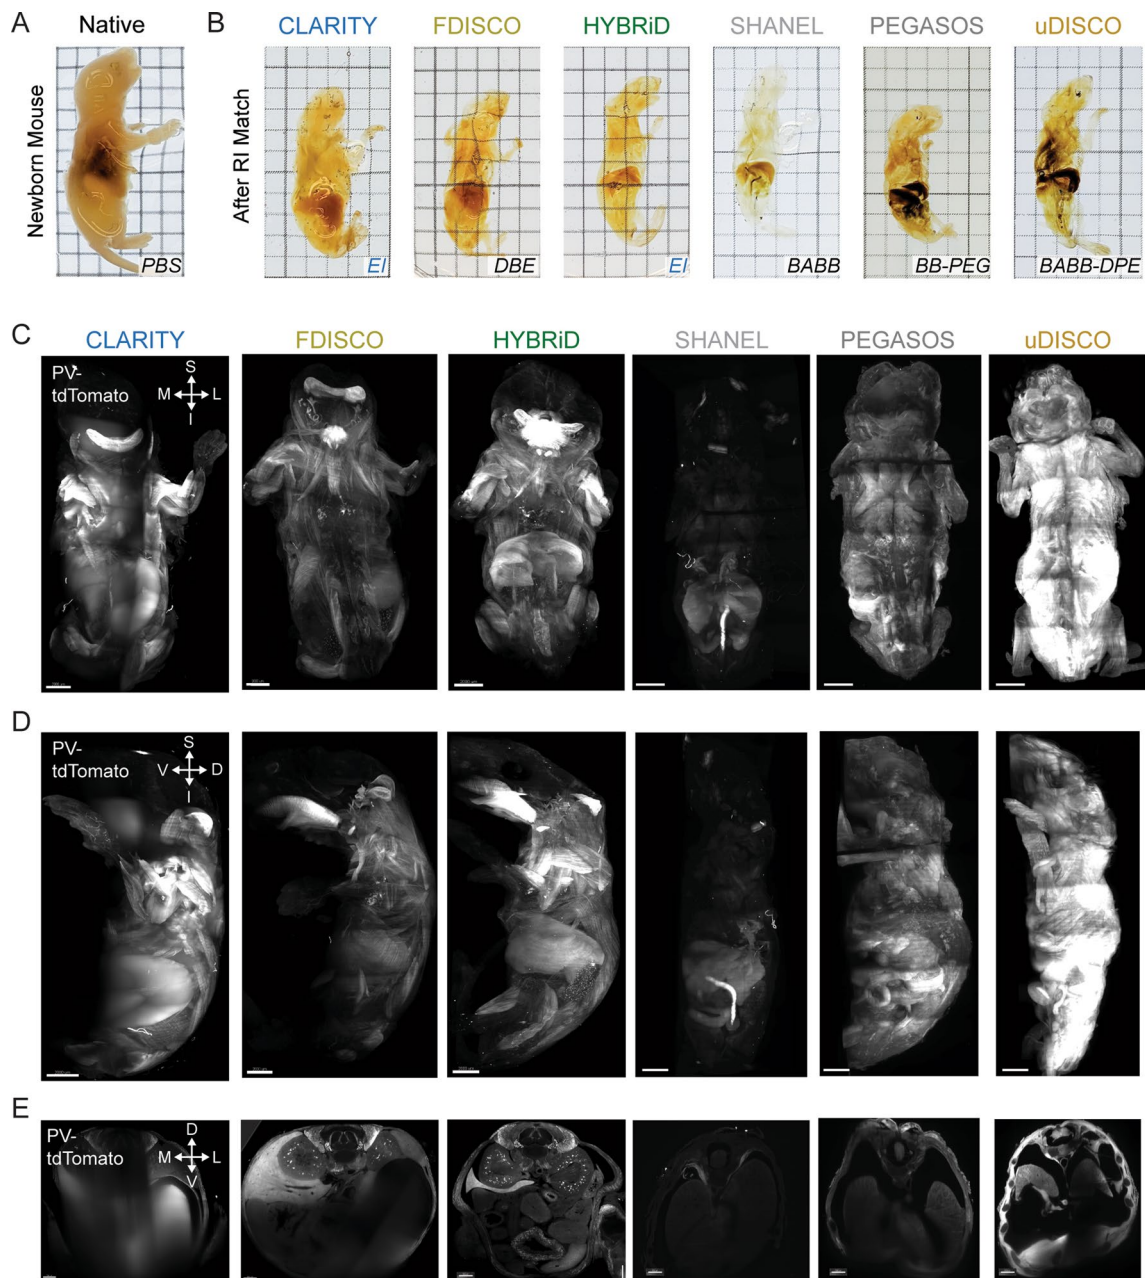 A
Native
Newborn Mouse
PBS
B
CLARITY
FDISCO
HYBRiD
SHANEL
PEGASOS
uDISCO
After RI Match
EI
DBE
EI
BABB
BB-PEG
BABB-DPE
C
CLARITY
FDISCO
HYBRiD
SHANEL
PEGASOS
uDISCO
PV-
tdTomato
S
M
L
I
D
PV-
tdTomato
S
V
D
I
E
PV-
tdTomato
D
M
L
V